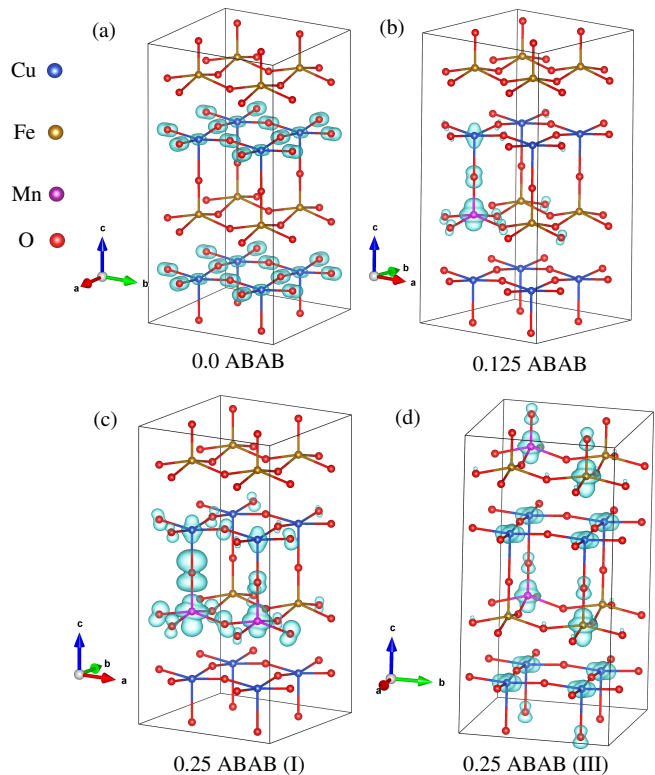 (a)
(b)
Cu
Fe
Mn
O
c
a
b
c
b
a
0.0 ABAB
0.125 ABAB
(c)
(d)
c
b
a
c
a
b
0.25 ABAB (I)
0.25 ABAB (III)